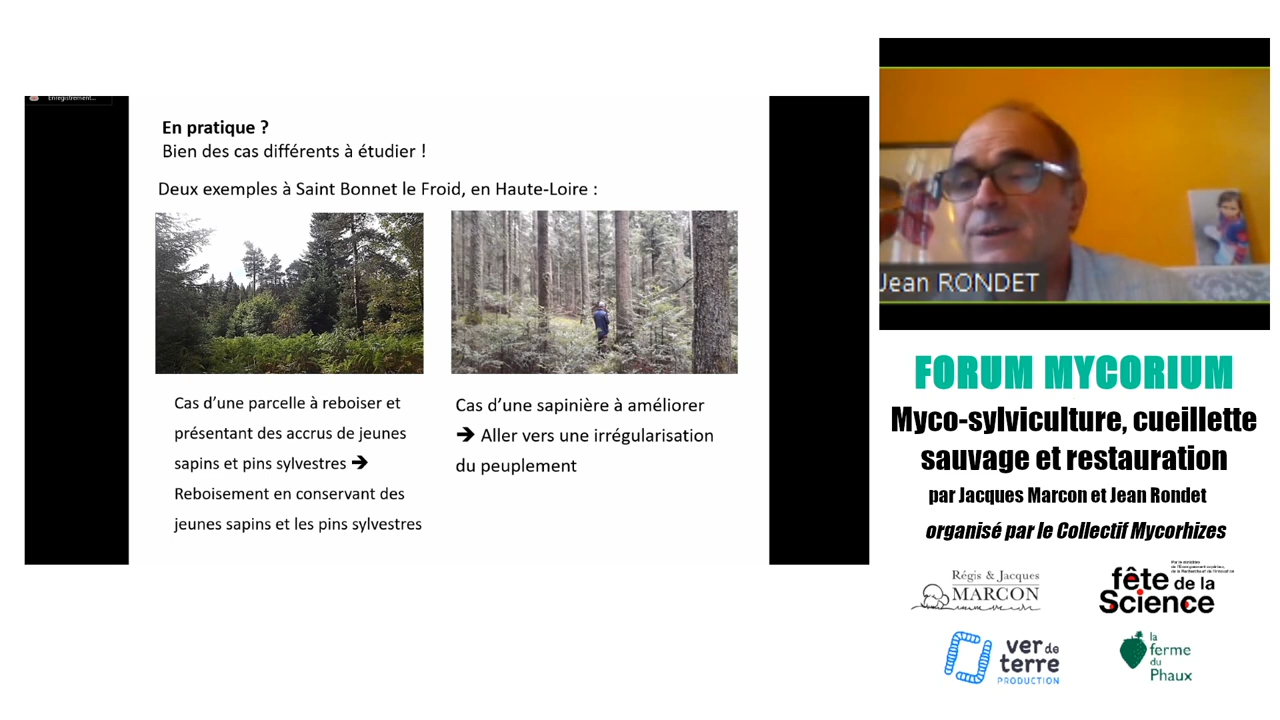 Enregistrement...
En pratique ?
Bien des cas différents à étudier !
Deux exemples à Saint Bonnet le Froid, en Haute-Loire :
Cas d'une parcelle à reboiser et
présentant des accrus de jeunes
sapins et pins sylvestres ➔
Reboisement en conservant des
jeunes sapins et les pins sylvestres
Cas d'une sapinière à améliorer
➔ Aller vers une irrégularisation
du peuplement
Jean RONDET
FORUM MYCORIUM
Myco-sylviculture, cueillette
sauvage et restauration
par Jacques Marcon et Jean Rondet
organisé par le Collectif Mycorhizes
Régis & Jacques
MARCON
fête de la
Science
ver de
terre
PRODUCTION
la
ferme
du
Phaux